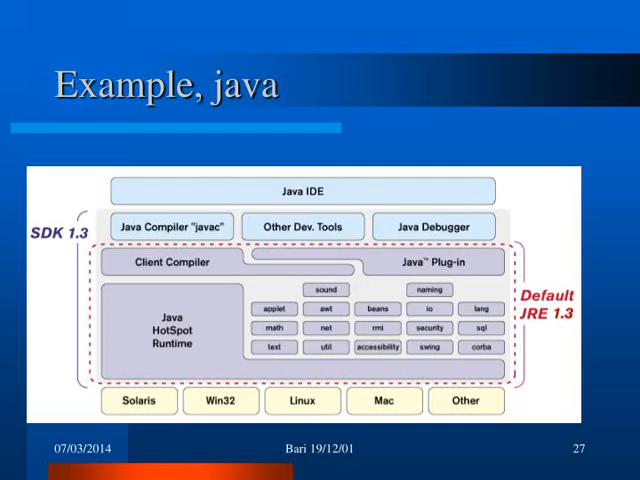 Example, java
Java IDE
SDK 1.3
Java Compiler "javac"
Other Dev. Tools
Java Debugger
Client Compiler
Java™ Plug-in
Default
JRE 1.3
Java
HotSpot
Runtime
sound
naming
applet
awt
beans
io
lang
math
net
rmi
security
sql
text
util
accessibility
swing
corba
Solaris
Win32
Linux
Mac
Other
07/03/2014
Bari 19/12/01
27